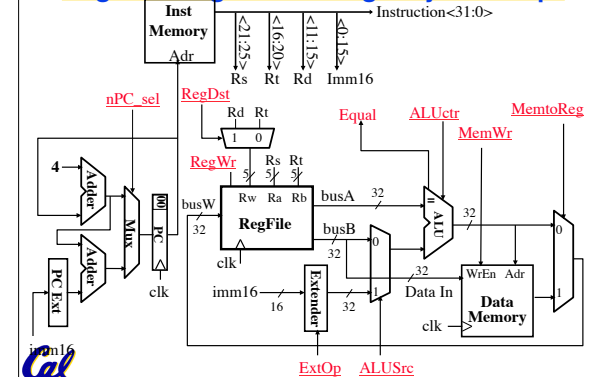 Inst
Memory
Adr
Instruction<31:0>
<21:25>
<16:20>
<11:15>
<0:15>
Rs
Rt
Rd
Imm16
nPC_sel
RegDst
Rd
Rt
1
0
Equal
ALUctr
MemtoReg
MemWr
RegWr
Rs
Rt
5
5
5
4
Adder
Mux
00
PC
clk
Adder
PC Ext
imm16
busW
32
Rw
Ra
Rb
RegFile
clk
busA
32
busB
32
imm16
16
Extender
32
0
1
=
ALU
32
32
Data In
WrEn
Adr
Data
Memory
clk
0
1
ExtOp
ALUSrc
Cal